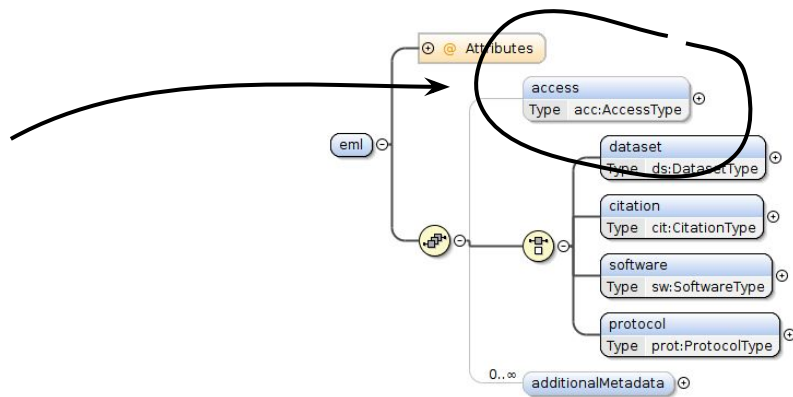 @ Attributes
access
Type acc:AccessType
eml
dataset
Type ds:DatasetType
citation
Type cit:CitationType
software
Type sw:SoftwareType
protocol
Type prot:ProtocolType
0..∞
additionalMetadata